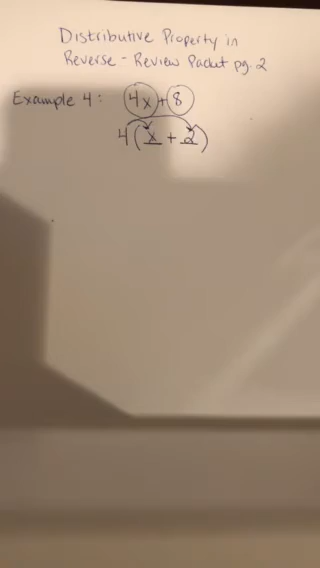 Distributive Property in
Reverse - Review Packet pg. 2
Example 4: 4x + 8
4(x + 2)